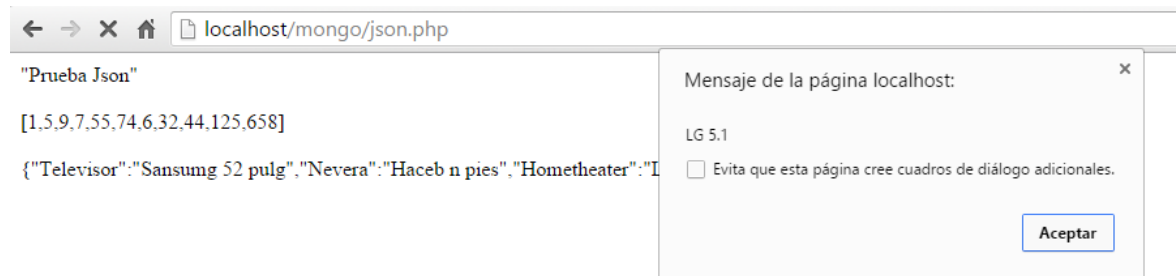 localhost/mongo/json.php
"Prueba Json"
[1,5,9,7,55,74,6,32,44,125,658]
{"Televisor":"Sansumg 52 pulg","Nevera":"Haceb n pies","Hometheater":"L
Mensaje de la página localhost:
LG 5.1
Evita que esta página cree cuadros de diálogo adicionales.
Aceptar